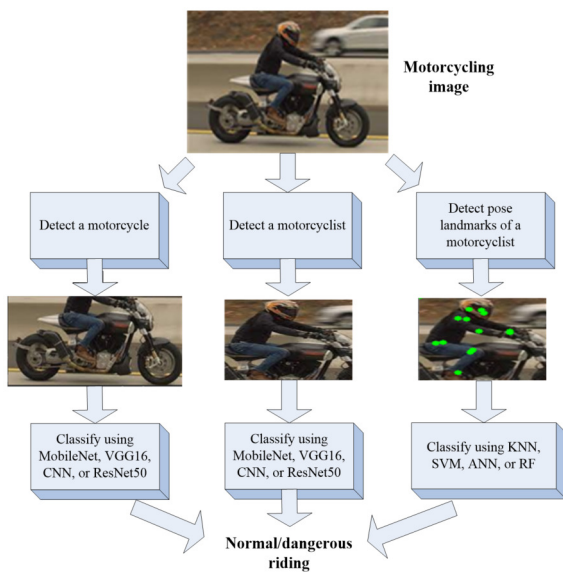 Motorcycling
image
Detect a motorcycle
Detect a motorcyclist
Detect pose
landmarks of a
motorcyclist
Classify using
MobileNet, VGG16,
CNN, or ResNet50
Classify using
MobileNet, VGG16,
CNN, or ResNet50
Classify using KNN,
SVM, ANN, or RF
Normal/dangerous
riding